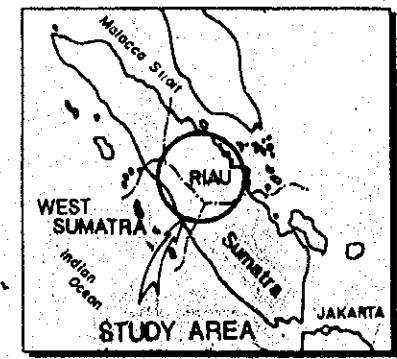 Malacca Strait
RIAU
WEST
SUMATRA
Indian
Ocean
Sumatra
JAKARTA
STUDY AREA